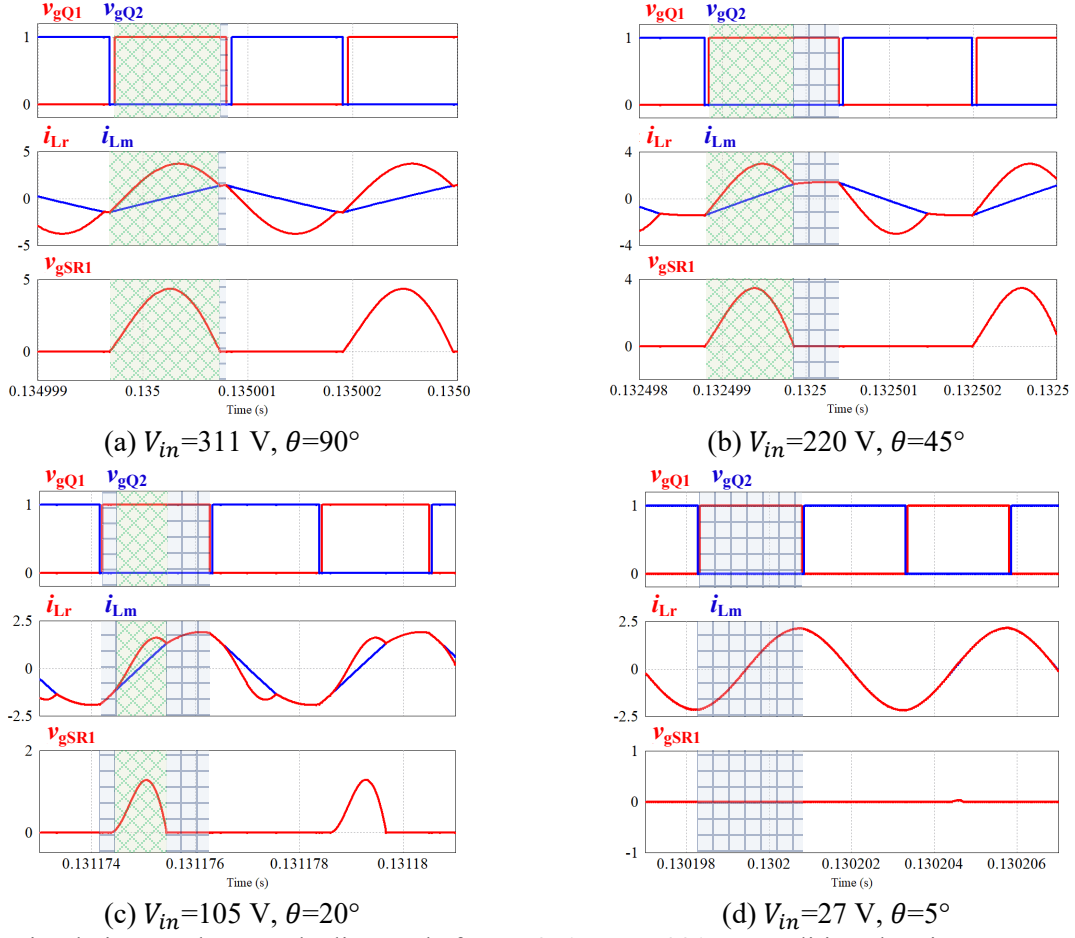 vgQ1 vgQ2
1
0
iLr iLm
5
0
-5
vgSR1
5
0
0.134999 0.135 0.135001 0.135002 0.1350
Time (s)
(a) Vin=311 V, θ=90°
vgQ1 vgQ2
1
0
iLr iLm
4
0
-4
vgSR1
4
0
0.132498 0.132499 0.1325 0.132501 0.132502 0.1325
Time (s)
(b) Vin=220 V, θ=45°
vgQ1 vgQ2
1
0
iLr iLm
2.5
0
-2.5
vgSR1
2
0
0.131174 0.131176 0.131178 0.13118
Time (s)
(c) Vin=105 V, θ=20°
vgQ1 vgQ2
1
0
iLr iLm
2.5
0
-2.5
vgSR1
1
0
-1
0.130198 0.1302 0.130202 0.130204 0.130206
Time (s)
(d) Vin=27 V, θ=5°